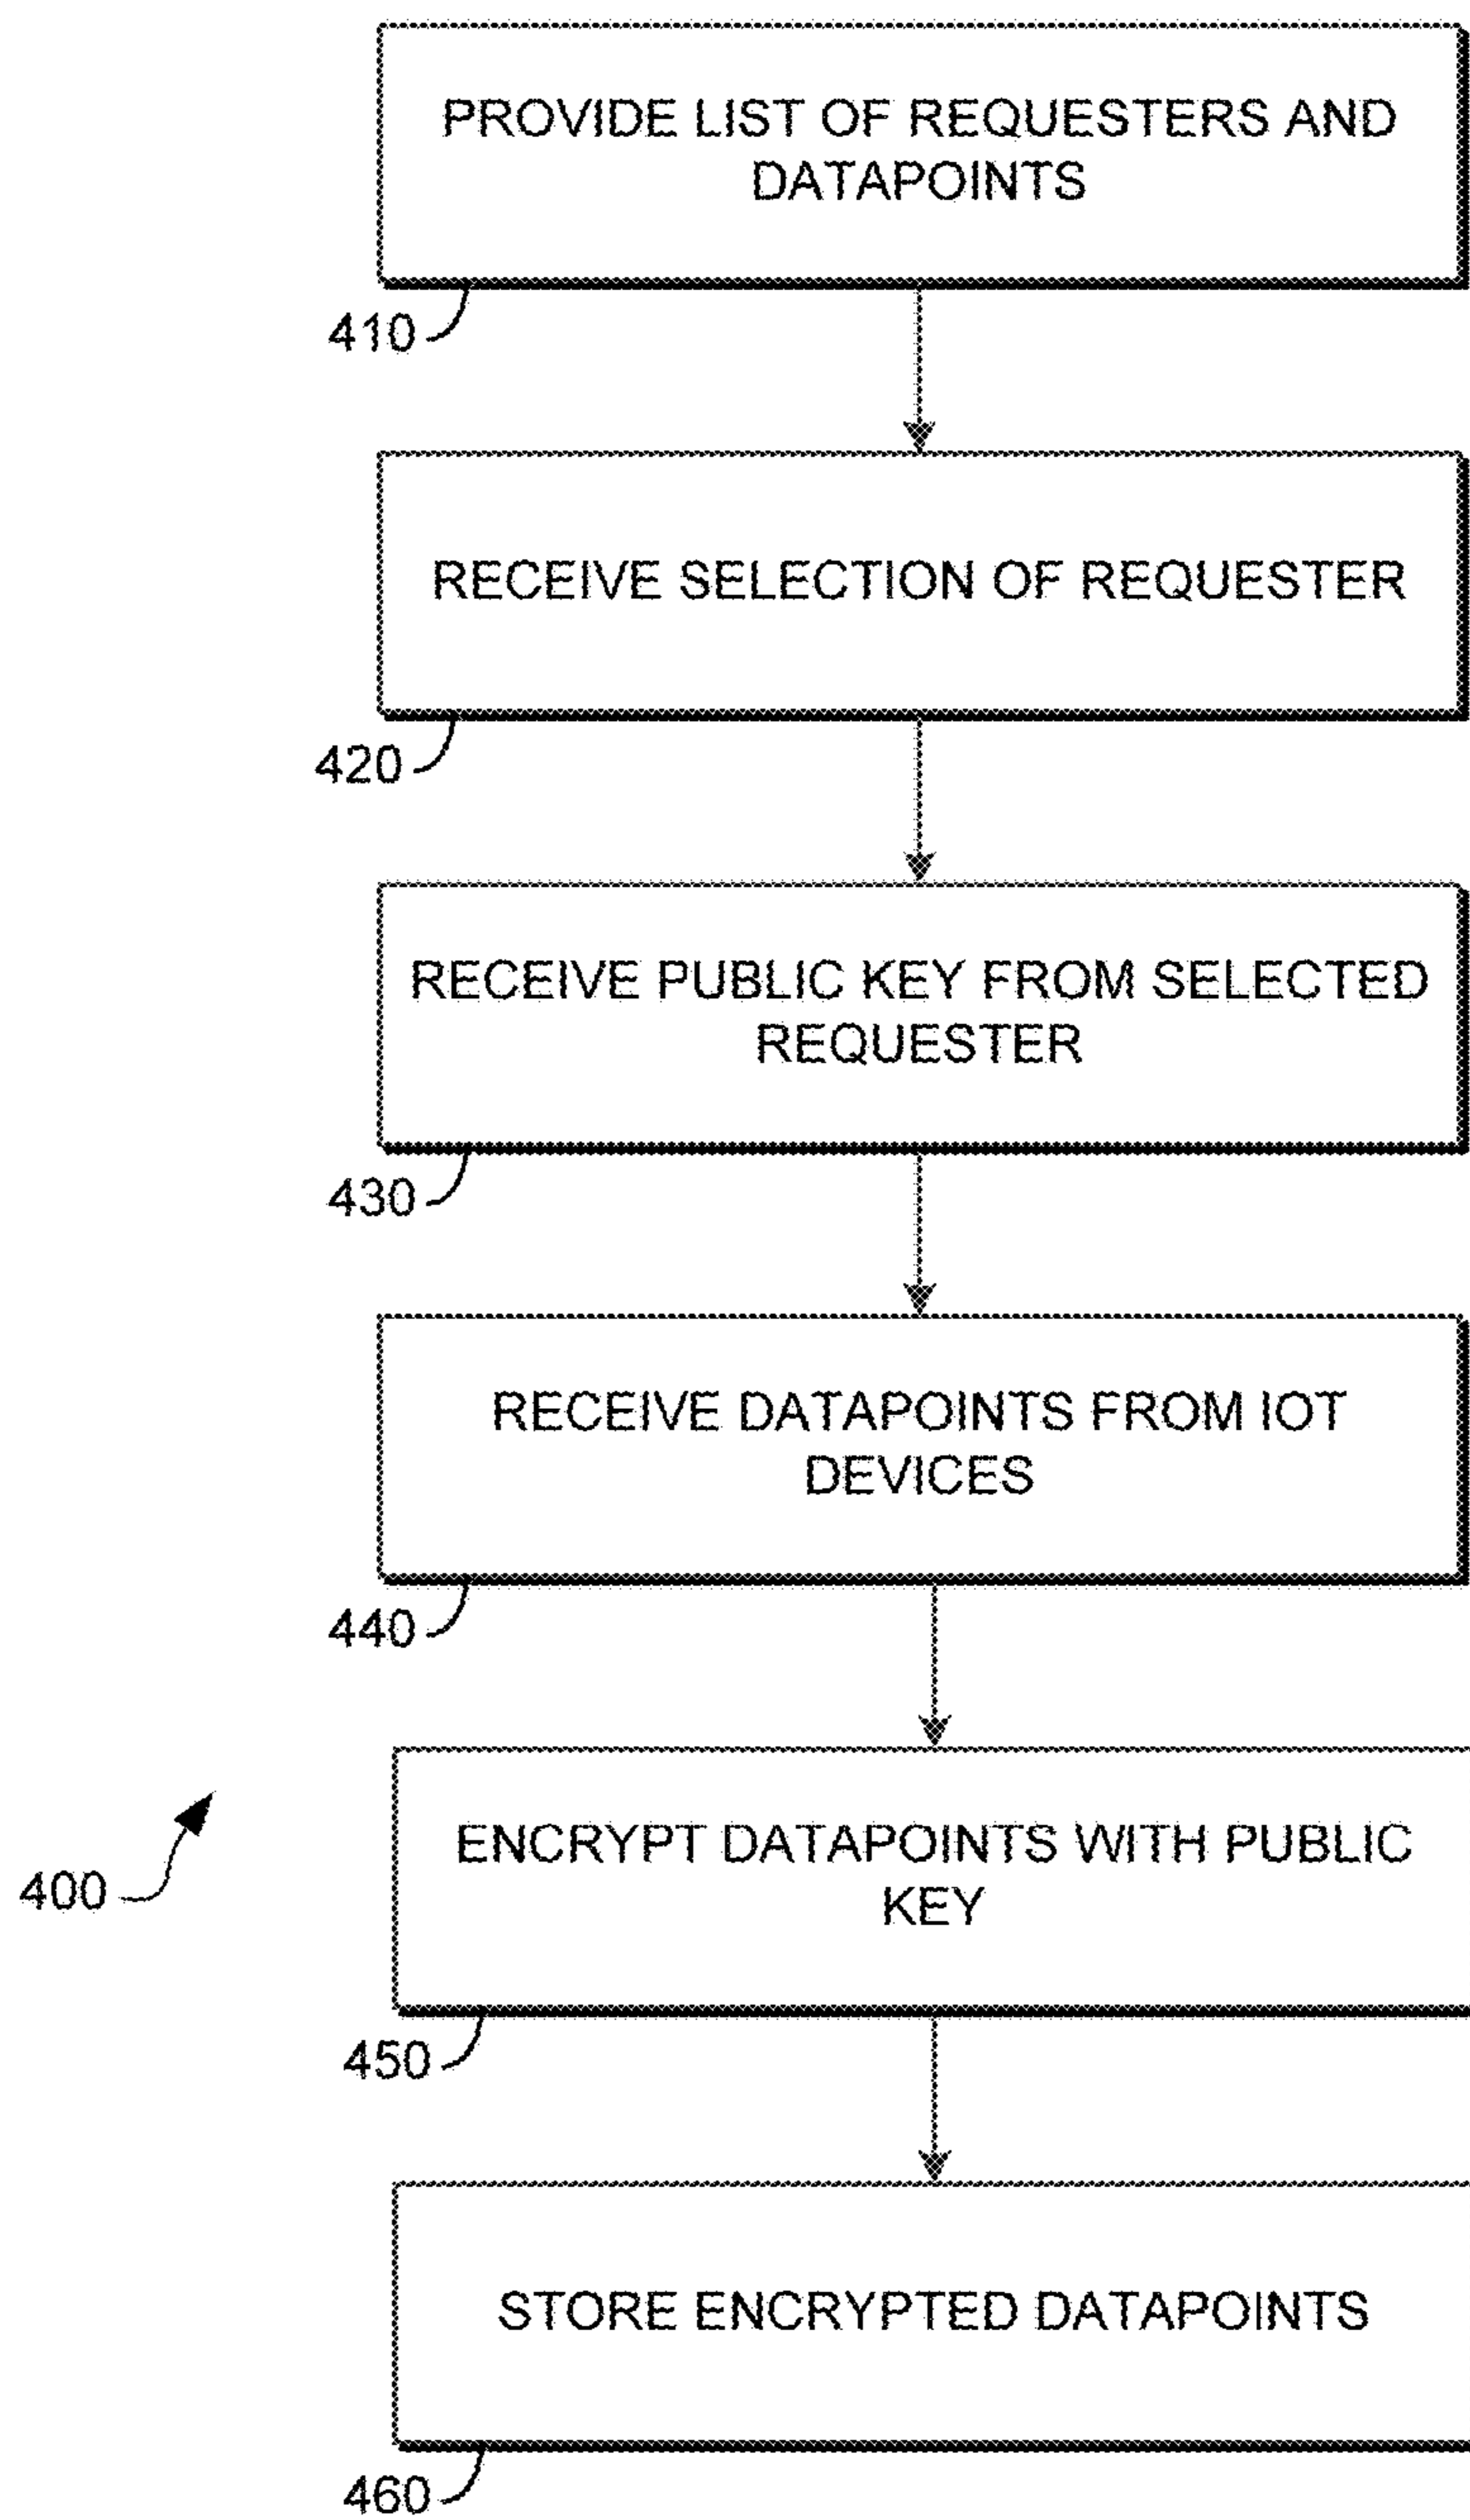 PROVIDE LIST OF REQUESTERS AND
DATAPOINTS
410
RECEIVE SELECTION OF REQUESTER
420
RECEIVE PUBLIC KEY FROM SELECTED
REQUESTER
430
RECEIVE DATAPOINTS FROM IOT
DEVICES
440
ENCRYPT DATAPOINTS WITH PUBLIC
KEY
400
450
STORE ENCRYPTED DATAPOINTS
460